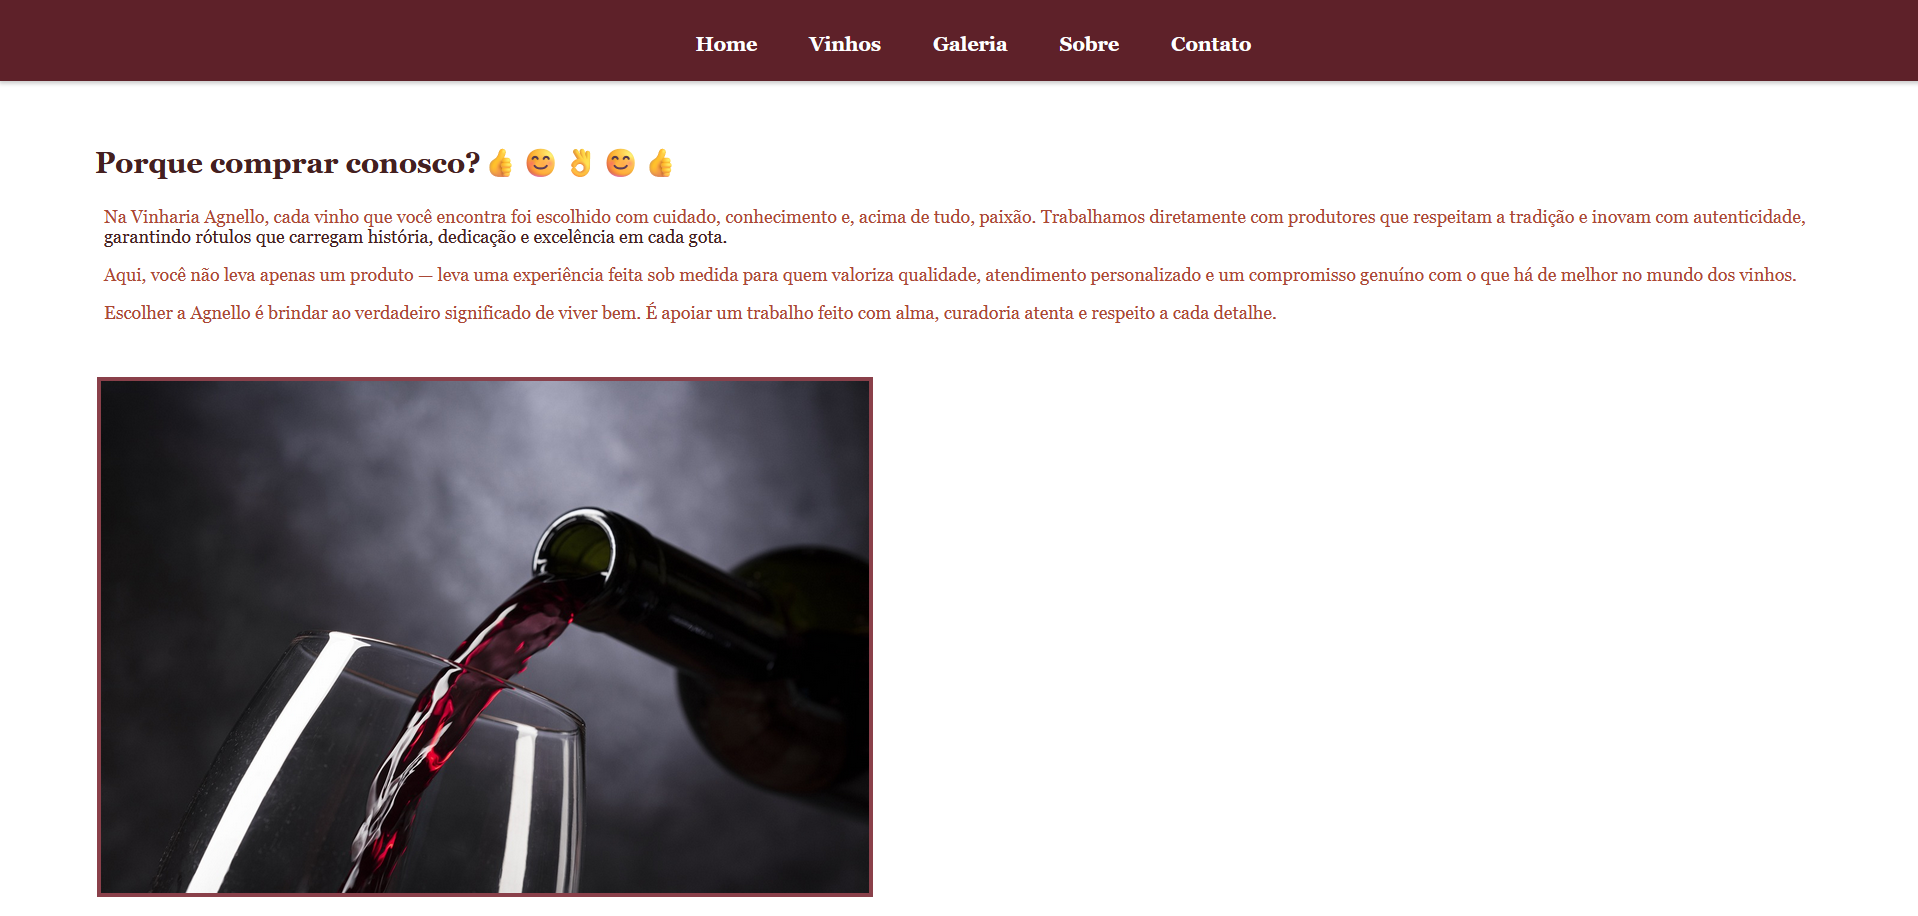 Home Vinhos Galeria Sobre Contato
Porque comprar conosco?👍 😊 👌 😊 👍
Na Vinharia Agnello, cada vinho que você encontra foi escolhido com cuidado, conhecimento e, acima de tudo, paixão. Trabalhamos diretamente com produtores que respeitam a tradição e inovam com autenticidade,
garantindo rótulos que carregam história, dedicação e excelência em cada gota.
Aqui, você não leva apenas um produto — leva uma experiência feita sob medida para quem valoriza qualidade, atendimento personalizado e um compromisso genuíno com o que há de melhor no mundo dos vinhos.
Escolher a Agnello é brindar ao verdadeiro significado de viver bem. É apoiar um trabalho feito com alma, curadoria atenta e respeito a cada detalhe.